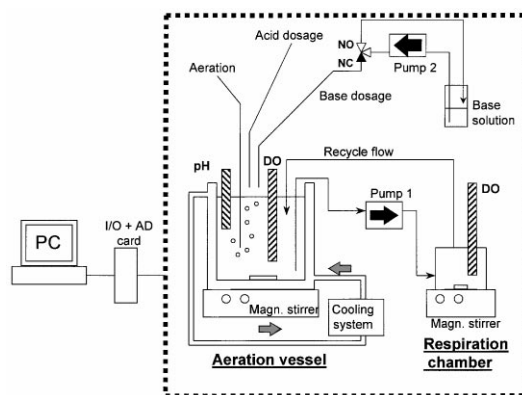 Acid dosage
NO
Aeration
NC
Pump 2
Base dosage
Base
solution
pH
DO
Recycle flow
Pump 1
DO
I/O + AD
card
PC
Magn. stirrer
Cooling
system
Magn. stirrer
Aeration vessel
Respiration
chamber